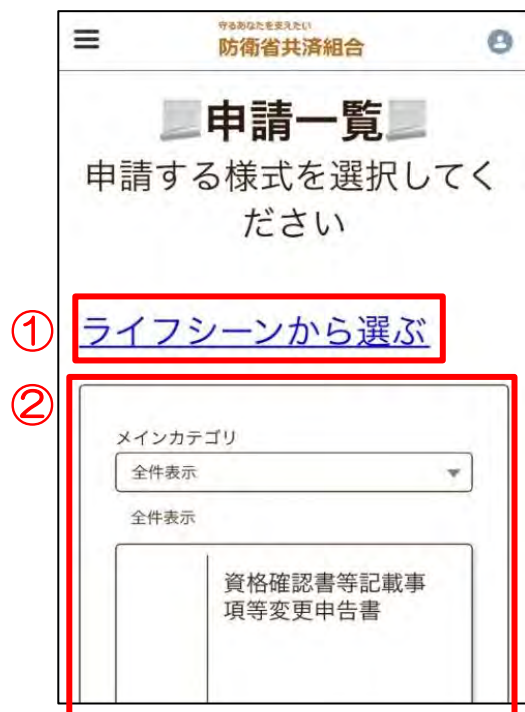 守るあなたを支えたい
防衛省共済組合
申請一覧
申請する様式を選択してく
ださい
①
ライフシーンから選ぶ
②
メインカテゴリ
全件表示
全件表示
資格確認書等記載事
項等変更申告書